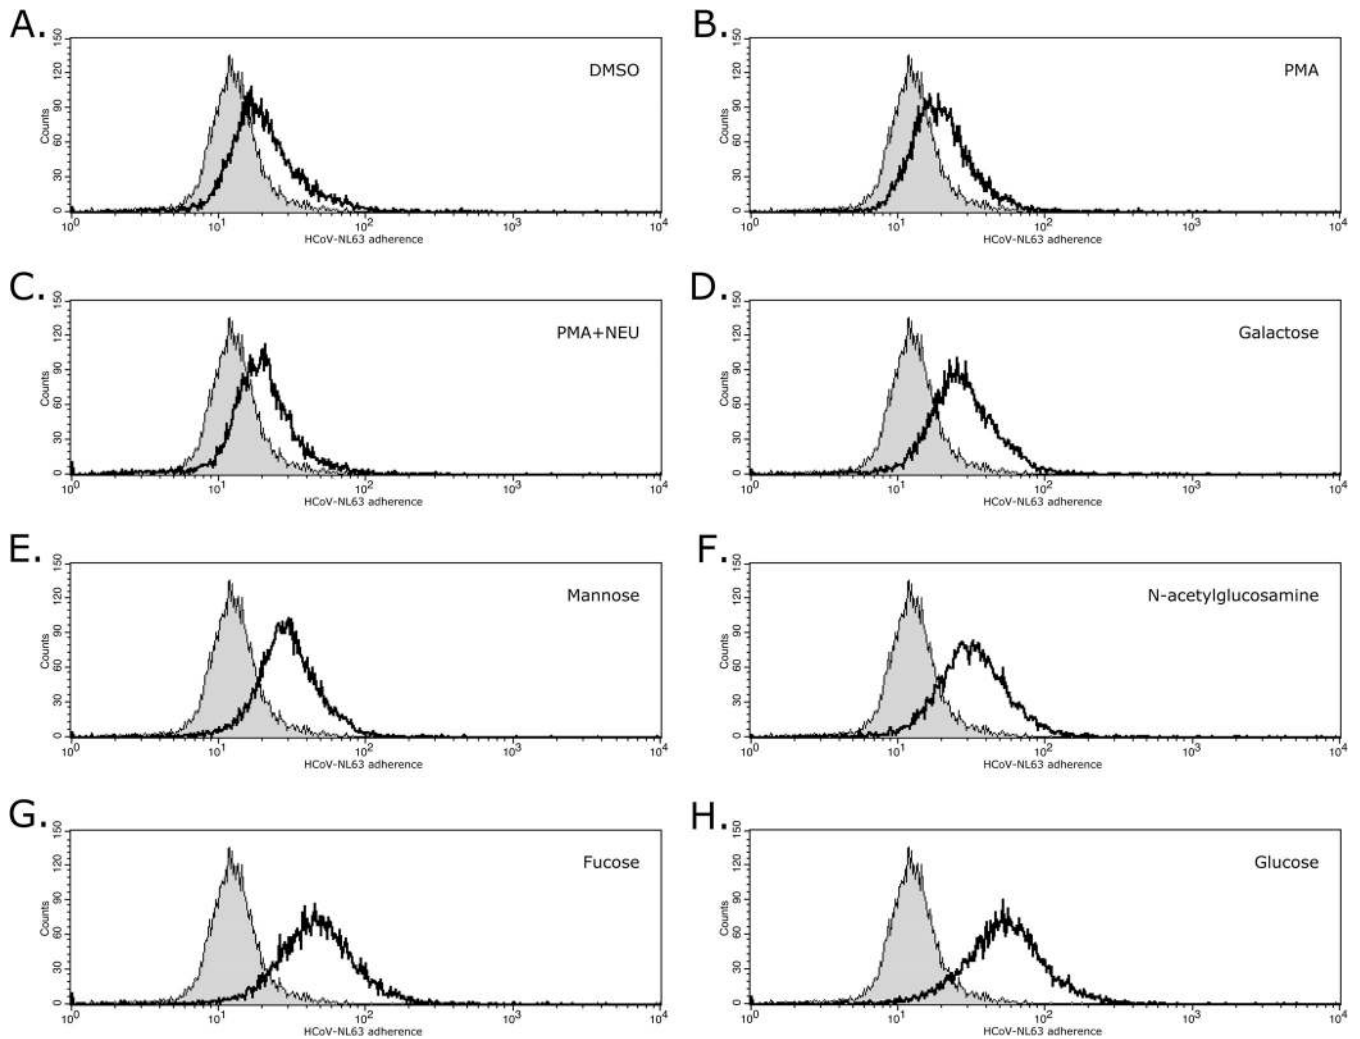 A.
DMSO
Counts
0 30 60 90 120 150
10^0 10^1 10^2 10^3 10^4
HCoV-NL63 adherence
B.
PMA
Counts
0 30 60 90 120 150
10^0 10^1 10^2 10^3 10^4
HCoV-NL63 adherence
C.
PMA+NEU
Counts
0 30 60 90 120 150
10^0 10^1 10^2 10^3 10^4
HCoV-NL63 adherence
D.
Galactose
Counts
0 30 60 90 120 150
10^0 10^1 10^2 10^3 10^4
HCoV-NL63 adherence
E.
Mannose
Counts
0 30 60 90 120 150
10^0 10^1 10^2 10^3 10^4
HCoV-NL63 adherence
F.
N-acetylglucosamine
Counts
0 30 60 90 120 150
10^0 10^1 10^2 10^3 10^4
HCoV-NL63 adherence
G.
Fucose
Counts
0 30 60 90 120 150
10^0 10^1 10^2 10^3 10^4
HCoV-NL63 adherence
H.
Glucose
Counts
0 30 60 90 120 150
10^0 10^1 10^2 10^3 10^4
HCoV-NL63 adherence